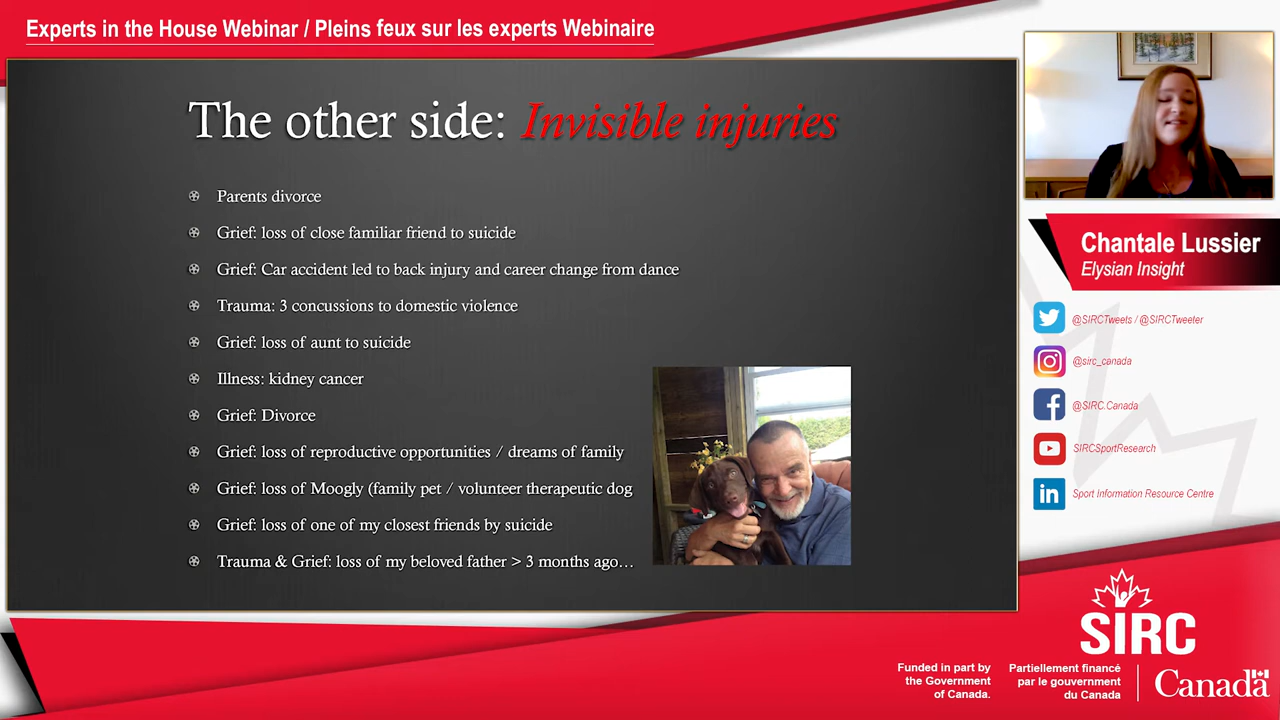 Experts in the House Webinar / Pleins feux sur les experts Webinaire
The other side: Invisible injuries
Parents divorce
Grief: loss of close familiar friend to suicide
Grief: Car accident led to back injury and career change from dance
Trauma: 3 concussions to domestic violence
Grief: loss of aunt to suicide
Illness: kidney cancer
Grief: Divorce
Grief: loss of reproductive opportunities / dreams of family
Grief: loss of Moogly (family pet / volunteer therapeutic dog
Grief: loss of one of my closest friends by suicide
Trauma & Grief: loss of my beloved father > 3 months ago…
Chantale Lussier
Elysian Insight
@SIRCTweets / @SIRCTweeter
@sirc_canada
@SIRC.Canada
SIRCSportResearch
in
Sport Information Resource Centre
SIRC
Funded in part by
the Government
of Canada.
Partiellement financé
par le gouvernment
du Canada
Canada